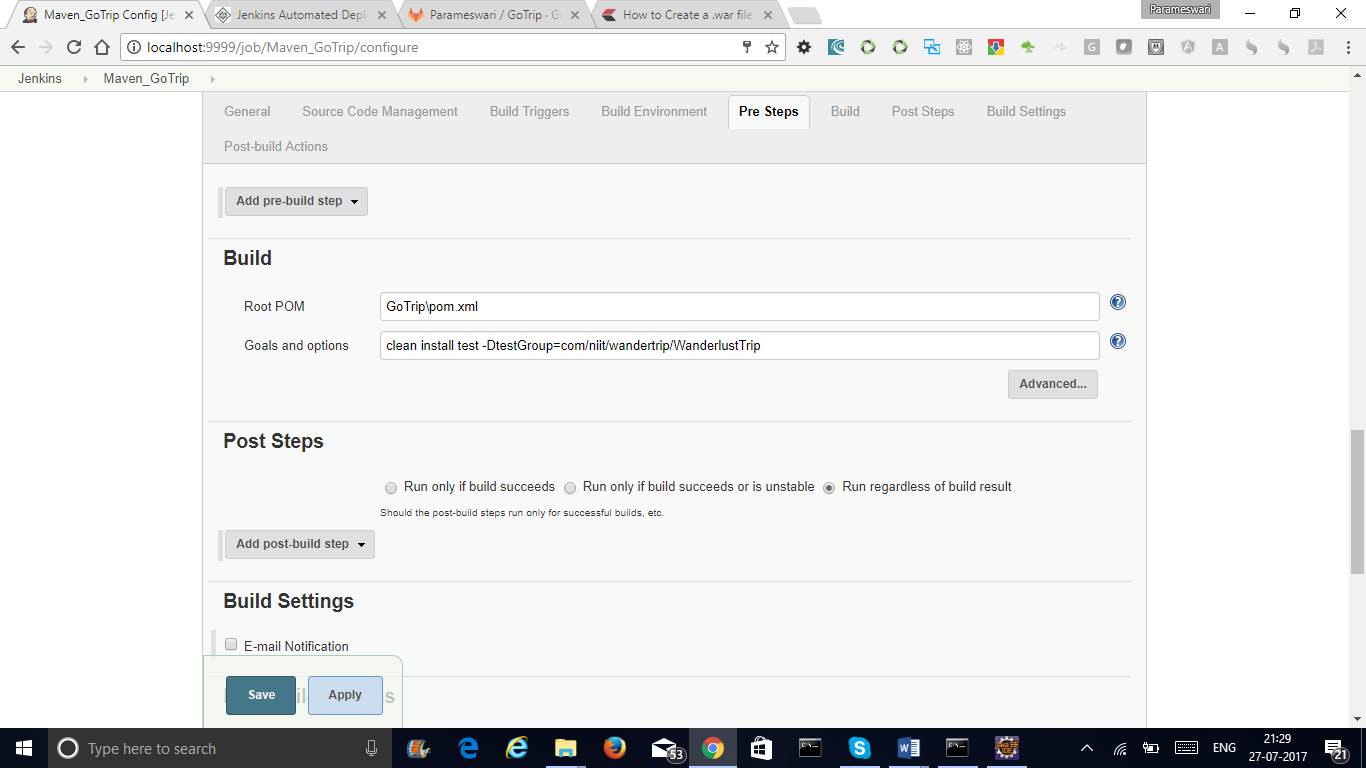 Maven_GoTrip Config [Je
Jenkins Automated Depl
Parameswari / GoTrip · G
How to Create a .war file
Parameswari
localhost:9999/job/Maven_GoTrip/configure
Jenkins
Maven_GoTrip
General
Source Code Management
Build Triggers
Build Environment
Pre Steps
Build
Post Steps
Build Settings
Post-build Actions
Add pre-build step
Build
Root POM
GoTrip\pom.xml
Goals and options
clean install test -DtestGroup=com/niit/wandertrip/WanderlustTrip
Advanced...
Post Steps
Run only if build succeeds
Run only if build succeeds or is unstable
Run regardless of build result
Should the post-build steps run only for successful builds, etc.
Add post-build step
Build Settings
E-mail Notification
Save
Apply
Type here to search
53
ENG
21:29
27-07-2017
21